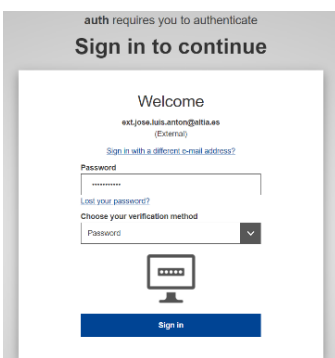 auth requires you to authenticate
Sign in to continue
Welcome
ext.jose.luis.anton@altia.es
(External)
Sign in with a different e-mail address?
Password
•••••••••••
Lost your password?
Choose your verification method
Password
Sign in